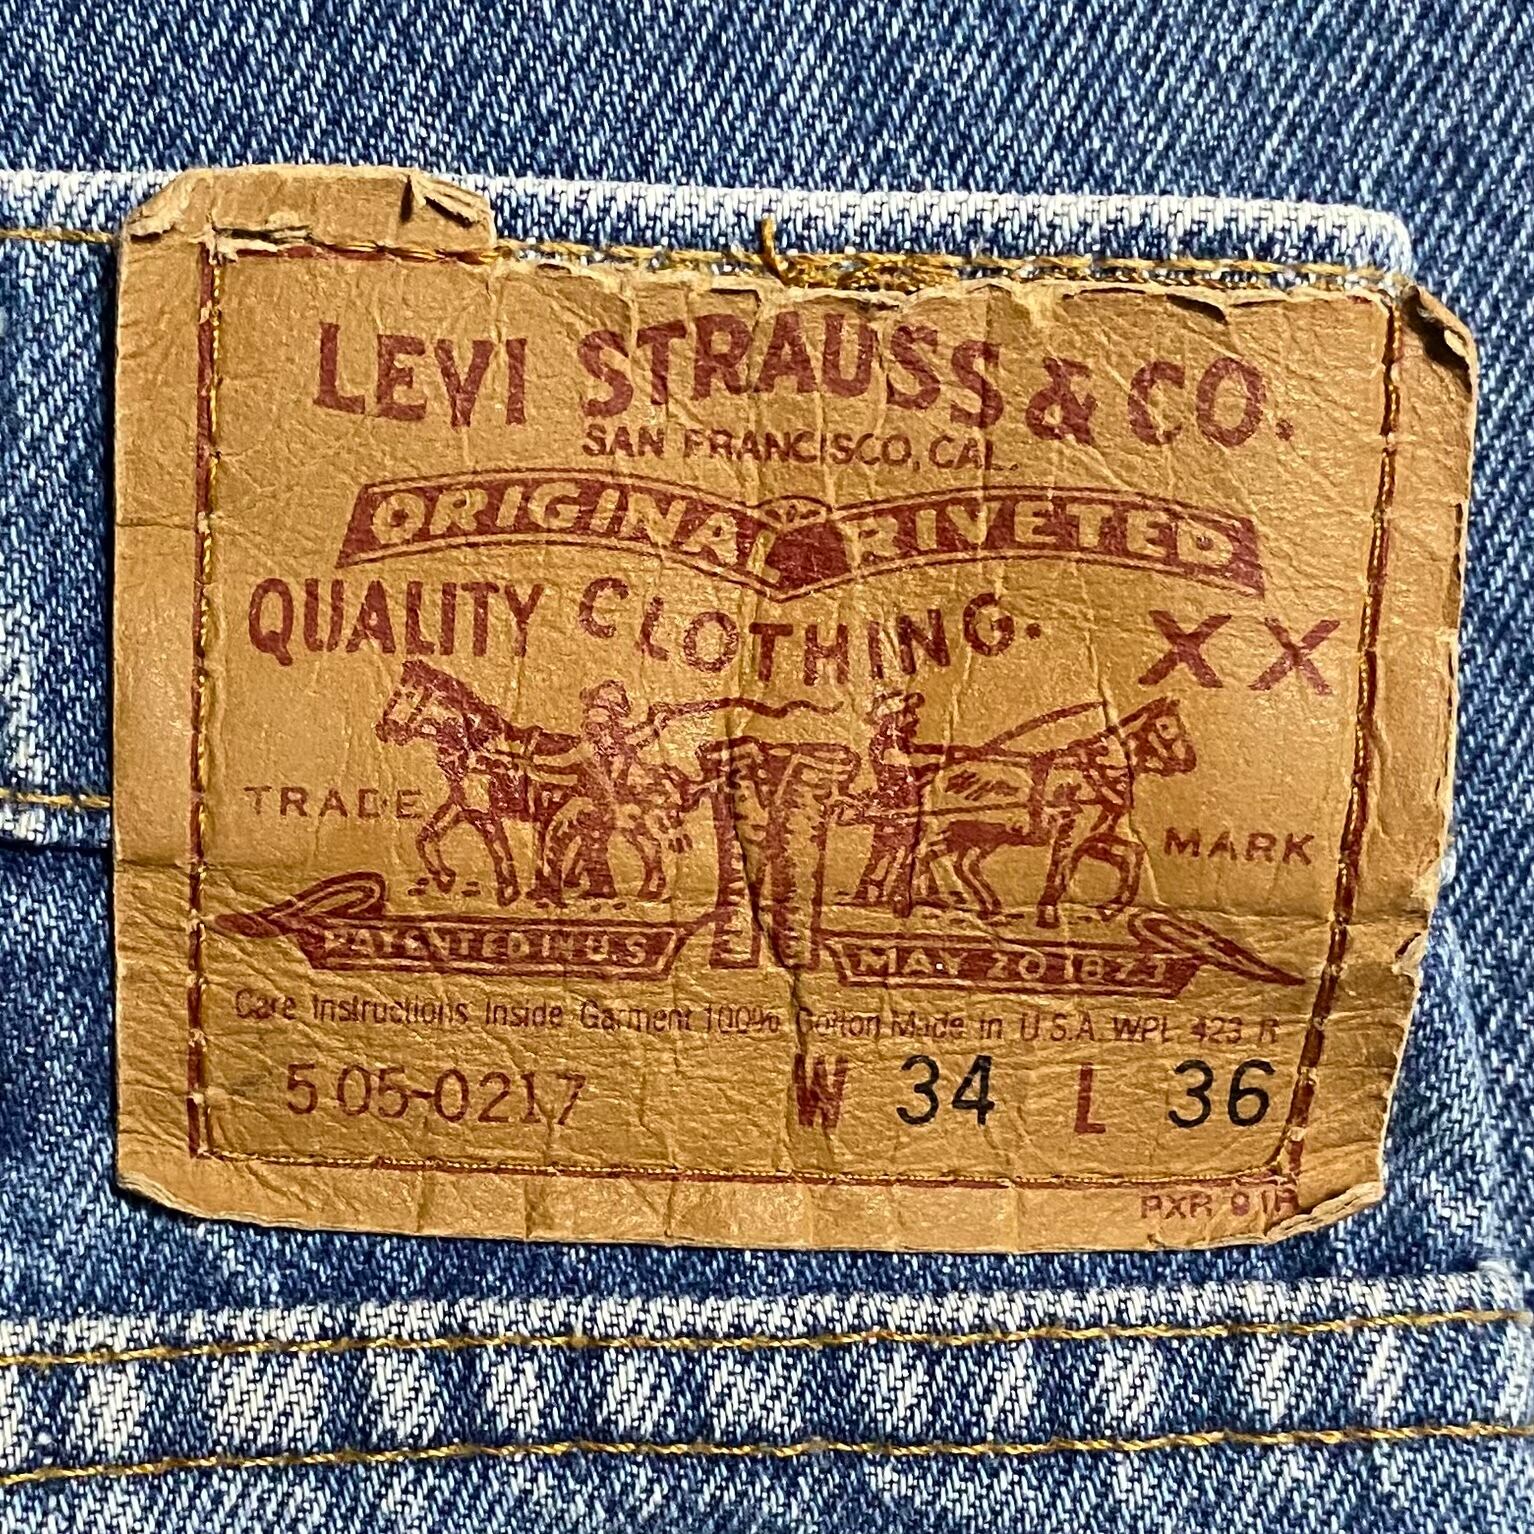 LEVI STRAUSS & CO.
SAN FRANCISCO, CAL.
ORIGINAL RIVETED
QUALITY CLOTHING. XX
TRADE MARK
PATENTED IN U.S MAY 20 1873
Care Instructions Inside Garment 100% Cotton Made in U.S.A. WPL 423 R
505-0217 W 34 L 36